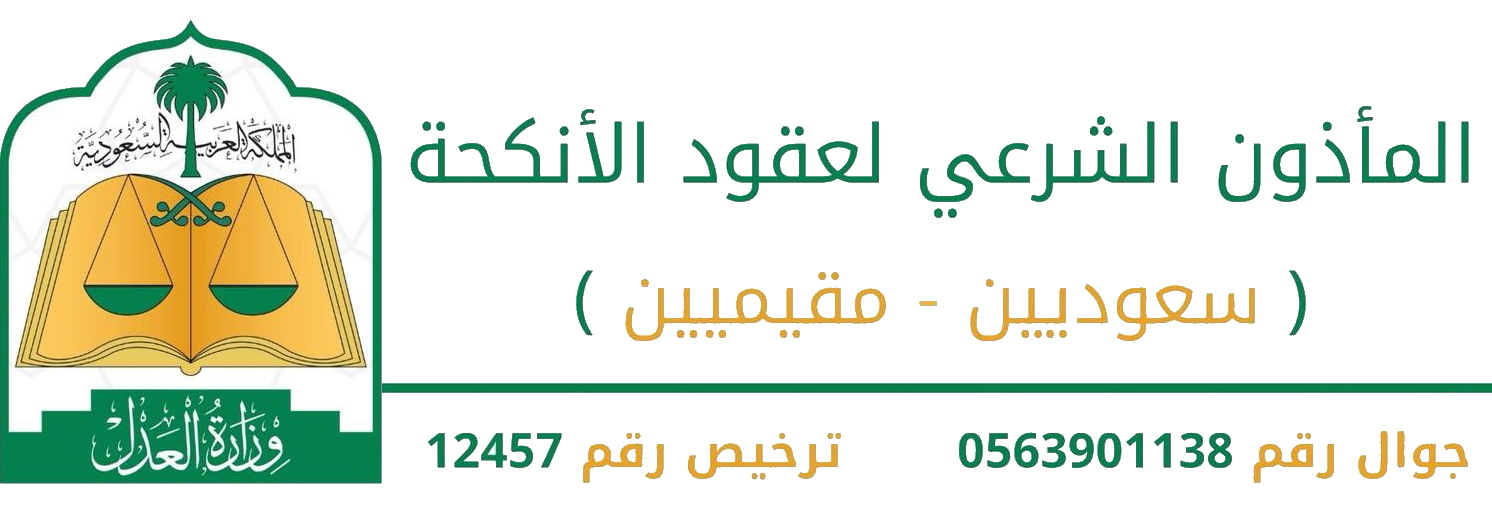 المملكة العربية السعودية
وزارة العدل
المأذون الشرعي لعقود الأنكحة
( سعوديين - مقيميين )
جوال رقم 0563901138 ترخيص رقم 12457